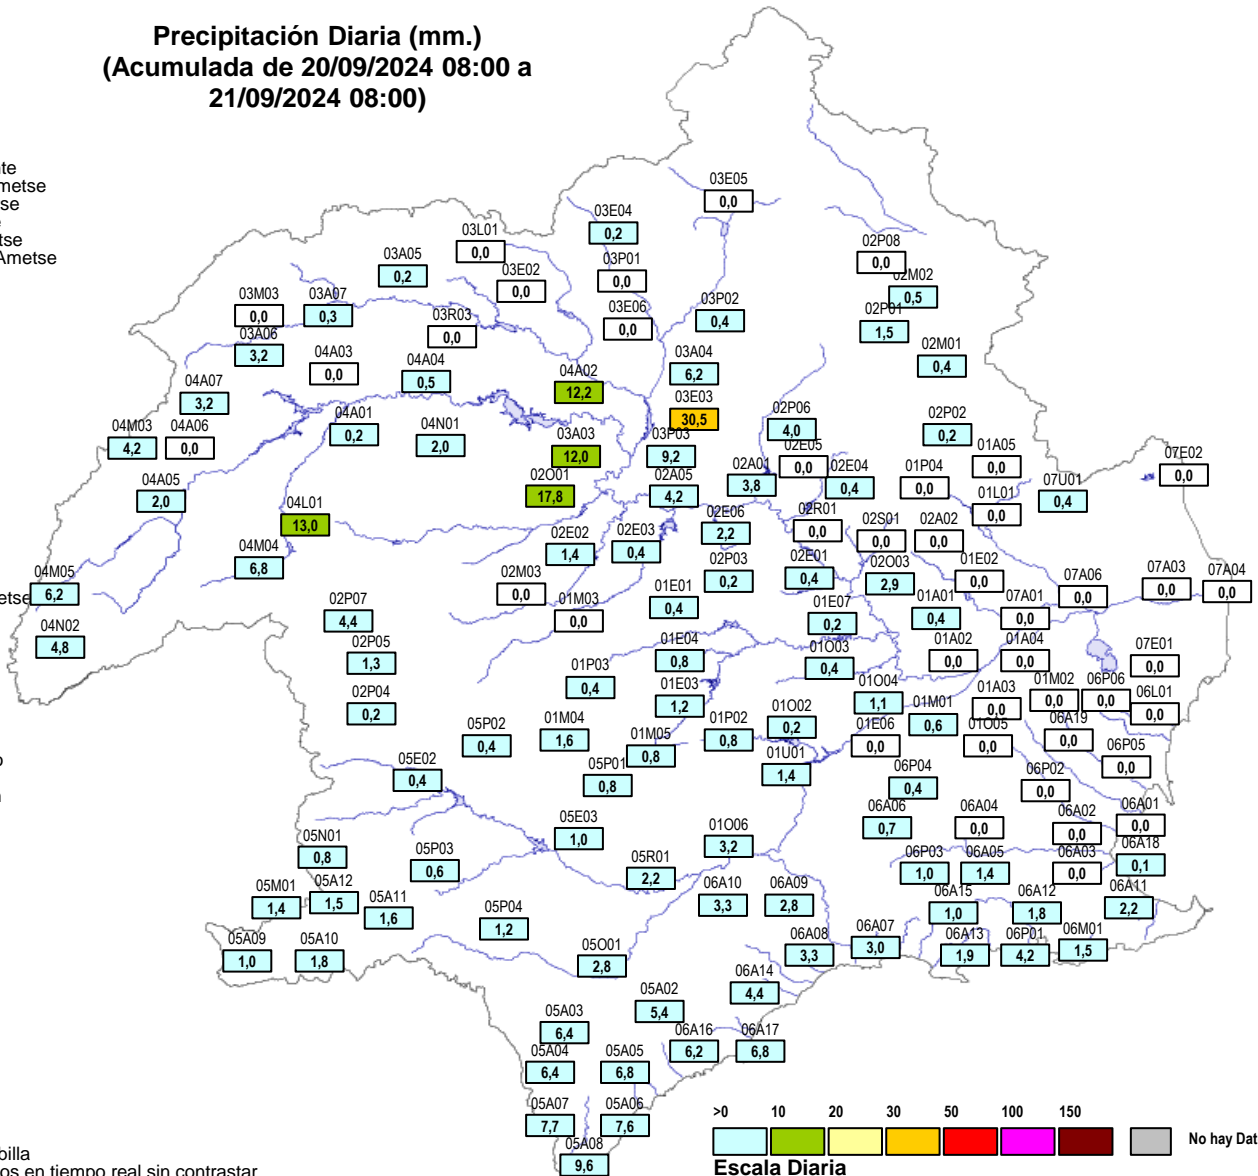 Precipitación Diaria (mm.)
(Acumulada de 20/09/2024 08:00 a
21/09/2024 08:00)
nte
metse
tse
e
tse
Ametse
etse
o
n
billa
os en tiempo real sin contrastar
03E05
0,0
03E04
0,2
03L01
0,0
03P01
0,0
02P08
0,0
03A05
0,2
03E02
0,0
02M02
0,5
03M03
0,0
03A07
0,3
03E06
0,0
03P02
0,4
02P01
1,5
03R03
0,0
03A06
3,2
04A03
0,0
04A04
0,5
04A02
12,2
03A04
6,2
02M01
0,4
04A07
3,2
03E03
30,5
04M03
4,2
04A06
0,0
04A01
0,2
04N01
2,0
03A03
12,0
03P03
9,2
02P06
4,0
02P02
0,2
02E05
0,0
01A05
0,0
07E02
0,0
04A05
2,0
02O01
17,8
02A05
4,2
02A01
3,8
02E04
0,4
01P04
0,0
07U01
0,4
04L01
13,0
01L01
0,0
02E06
2,2
02R01
0,0
02S01
0,0
02A02
0,0
02E02
1,4
02E03
0,4
04M04
6,8
04M05
6,2
02M03
0,0
02P03
0,2
02E01
0,4
02O03
2,9
01E02
0,0
07A06
0,0
07A03
0,0
07A04
0,0
02P07
4,4
01M03
0,0
01E01
0,4
01E07
0,2
01A01
0,4
07A01
0,0
04N02
4,8
02P05
1,3
01E04
0,8
01O03
0,4
01A02
0,0
01A04
0,0
07E01
0,0
01P03
0,4
02P04
0,2
01E03
1,2
01O04
1,1
01A03
0,0
01M02
0,0
06P06
0,0
06L01
0,0
05P02
0,4
01M04
1,6
01M05
0,8
01P02
0,8
01O02
0,2
01E06
0,0
01M01
0,6
01O05
0,0
06A19
0,0
05E02
0,4
05P01
0,8
01U01
1,4
06P04
0,4
06P02
0,0
06P05
0,0
05E03
1,0
01O06
3,2
06A06
0,7
06A04
0,0
06A02
0,0
06A01
0,0
05N01
0,8
05P03
0,6
05R01
2,2
06P03
1,0
06A05
1,4
06A03
0,0
06A18
0,1
05M01
1,4
05A12
1,5
05A11
1,6
06A10
3,3
06A09
2,8
06A15
1,0
06A12
1,8
06A11
2,2
05P04
1,2
05A09
1,0
05A10
1,8
05O01
2,8
06A08
3,3
06A07
3,0
06A13
1,9
06P01
4,2
06M01
1,5
06A14
4,4
05A02
5,4
05A03
6,4
06A16
6,2
06A17
6,8
05A04
6,4
05A05
6,8
05A07
7,7
05A06
7,6
05A08
9,6
>0 10 20 30 50 100 150
No hay Dat
Escala Diaria